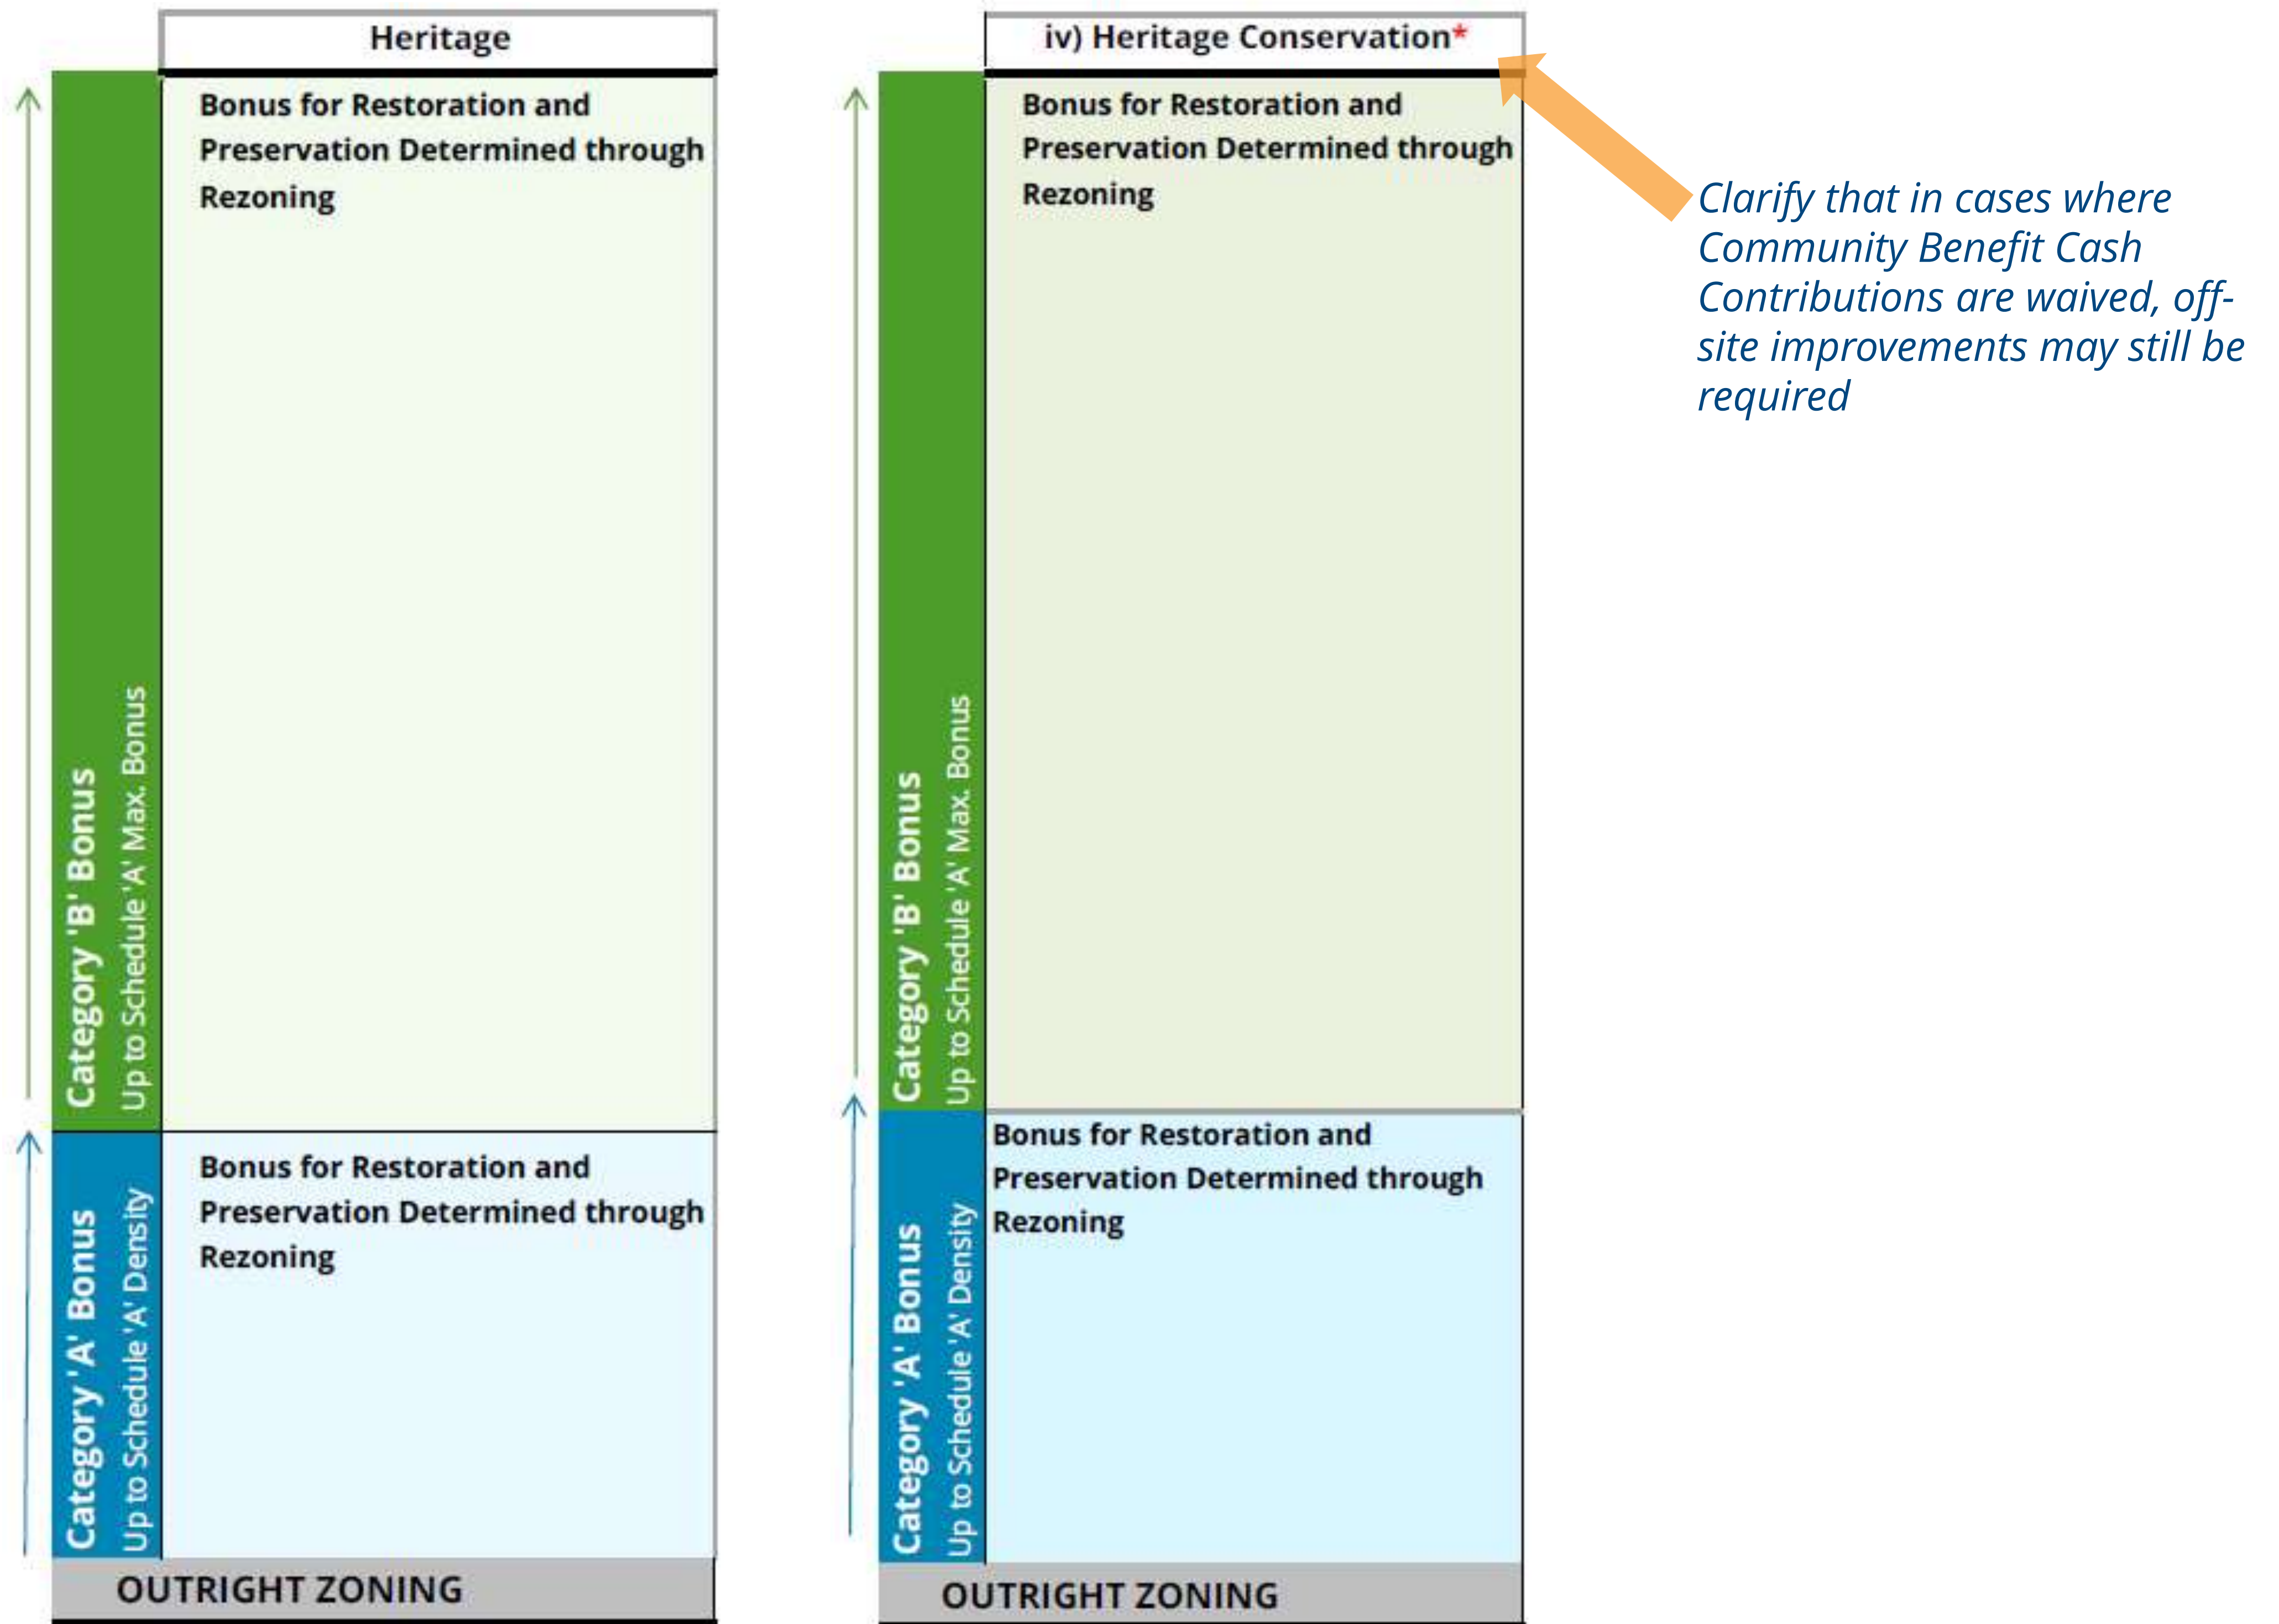 Heritage
Bonus for Restoration and
Preservation Determined through
Rezoning
Category 'B' Bonus
Up to Schedule 'A' Max. Bonus
Bonus for Restoration and
Preservation Determined through
Rezoning
Category 'A' Bonus
Up to Schedule 'A' Density
OUTRIGHT ZONING
iv) Heritage Conservation*
Bonus for Restoration and
Preservation Determined through
Rezoning
Category 'B' Bonus
Up to Schedule 'A' Max. Bonus
Bonus for Restoration and
Preservation Determined through
Rezoning
Category 'A' Bonus
Up to Schedule 'A' Density
OUTRIGHT ZONING
Clarify that in cases where
Community Benefit Cash
Contributions are waived, off-
site improvements may still be
required